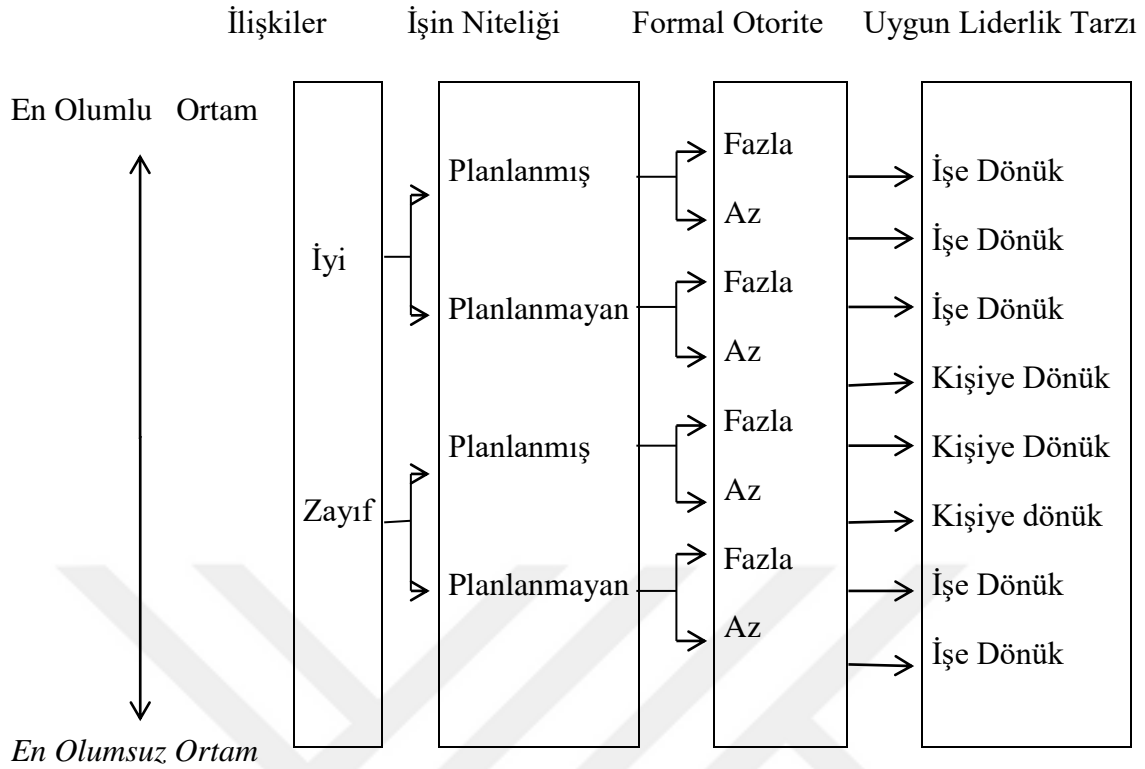 İlişkiler İşin Niteliği Formal Otorite Uygun Liderlik Tarzı
En Olumlu Ortam
İyi
Zayıf
Planlanmış
Planlanmayan
Planlanmış
Planlanmayan
Fazla
Az
Fazla
Az
Fazla
Az
Fazla
Az
İşe Dönük
İşe Dönük
İşe Dönük
Kişiye Dönük
Kişiye Dönük
Kişiye dönük
İşe Dönük
İşe Dönük
En Olumsuz Ortam